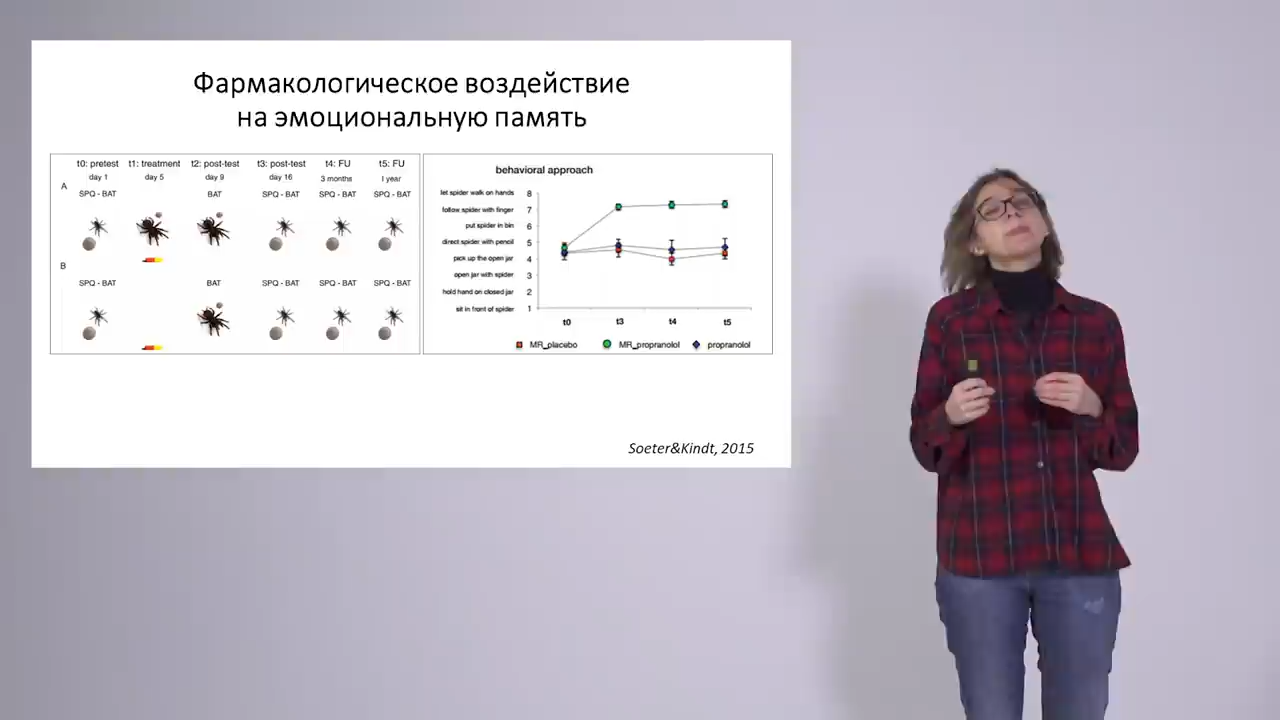 Фармакологическое воздействие
на эмоциональную память
t0: pretest t1: treatment t2: post-test t3: post-test t4: FU t5: FU
day 1 day 5 day 9 day 16 3 months 1 year
A
SPQ - BAT BAT SPQ - BAT SPQ - BAT SPQ - BAT
B
SPQ - BAT BAT SPQ - BAT SPQ - BAT SPQ - BAT
behavioral approach
let spider walk on hands 8
follow spider with finger 7
put spider in bin 6
direct spider with pencil 5
pick up the open jar 4
open jar with spider 3
hold hand on closed jar 2
sit in front of spider 1
t0 t3 t4 t5
MR_placebo MR_propranolol propranolol
Soeter&Kindt, 2015